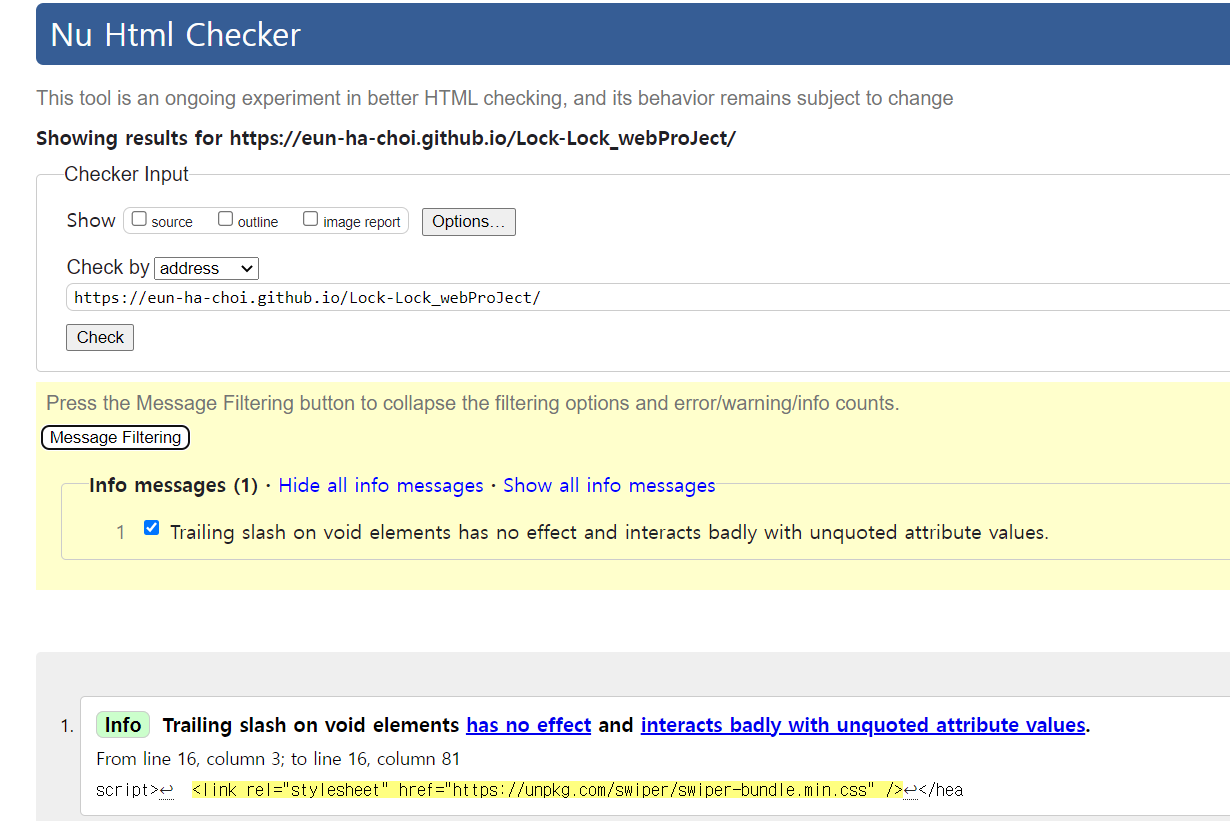 Nu Html Checker
This tool is an ongoing experiment in better HTML checking, and its behavior remains subject to change
Showing results for https://eun-ha-choi.github.io/Lock-Lock_webProJect/
Checker Input
Show source outline image report Options...
Check by address
https://eun-ha-choi.github.io/Lock-Lock_webProJect/
Check
Press the Message Filtering button to collapse the filtering options and error/warning/info counts.
Message Filtering
Info messages (1) · Hide all info messages · Show all info messages
1 Trailing slash on void elements has no effect and interacts badly with unquoted attribute values.
1. Info Trailing slash on void elements has no effect and interacts badly with unquoted attribute values.
From line 16, column 3; to line 16, column 81
script>↩ <link rel="stylesheet" href="https://unpkg.com/swiper/swiper-bundle.min.css" />↩</hea